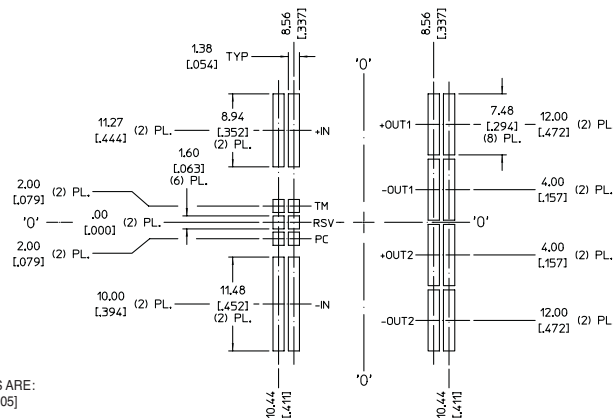 8.56
[.337]
8.56
[.337]
1.38
[.054]
TYP
'0'
'0'
11.27
[.444]
(2) PL.
8.94
[.352]
(2) PL.
+IN
+OUT1
7.48
[.294]
(8) PL.
12.00
[.472]
(2) PL
1.60
[.063]
(6) PL.
2.00
[.079]
(2) PL.
TM
-OUT1
4.00
[.157]
(2) PL.
'0'
.00
[.000]
(2) PL.
RSV
'0'
2.00
[.079]
(2) PL.
PC
+OUT2
4.00
[.157]
(2) PL.
10.00
[.394]
(2) PL.
11.48
[.452]
(2) PL.
-IN
-OUT2
12.00
[.472]
(2) PL
'0'
S ARE:
05]
10.44
[.411]
10.44
[.411]